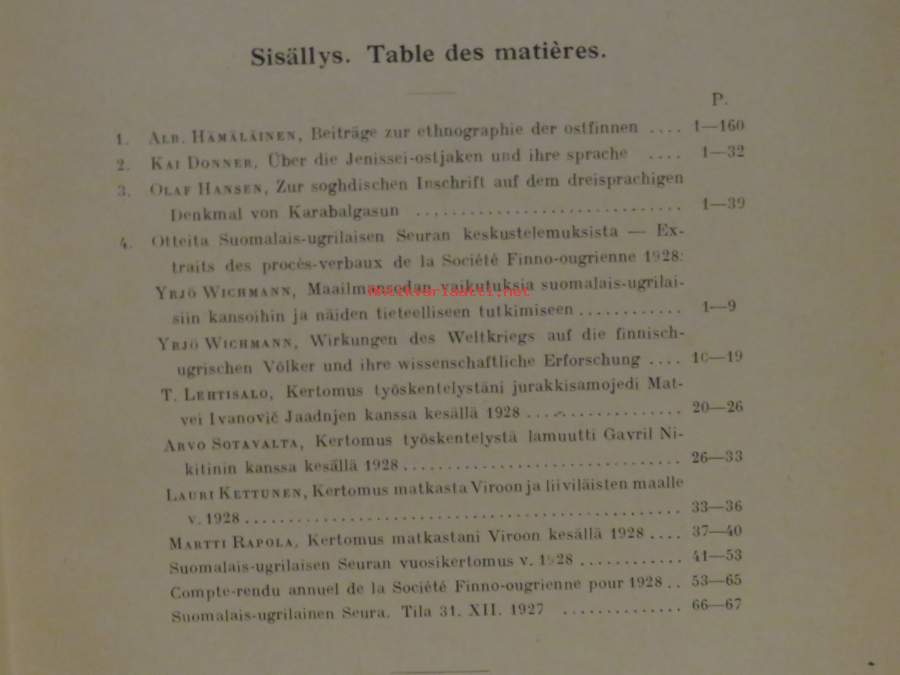 Sisällys. Table des matières.
P.
1. Alb. Hämäläinen, Beiträge zur ethnographie der ostfinnen .... 1—160
2. Kai Donner, Über die Jenissei-ostjaken und ihre sprache .... 1—32
3. Olaf Hansen, Zur soghdischen Inschrift auf dem dreisprachigen
Denkmal von Karabalgasun .............................. 1—39
4. Otteita Suomalais-ugrilaisen Seuran keskustelemuksista — Ex-
traits des procès-verbaux de la Société Finno-ougrienne 1928:
Yrjö Wichmann, Maailmansodan vaikutuksia suomalais-ugrilai-
antikvariaatti.net
siin kansoihin ja näiden tieteelliseen tutkimiseen ............ 1—9
Yrjö Wichmann, Wirkungen des Weltkriegs auf die finnisch-
ugrischen Völker und ihre wissenschaftliche Erforschung .... 10—19
T. Lehtisalo, Kertomus työskentelystäni jurakkisamojedi Mat-
vei Ivanovič Jaadnjen kanssa kesällä 1928 .................. 20—26
Arvo Sotavalta, Kertomus työskentelystä lamuutti Gavril Ni-
kitinin kanssa kesällä 1928 ................................ 26—33
Lauri Kettunen, Kertomus matkasta Viroon ja liiviläisten maalle
v. 1928 .................................................. 33—36
Martti Rapola, Kertomus matkastani Viroon kesällä 1928 .... 37—40
Suomalais-ugrilaisen Seuran vuosikertomus v. 1928 ............ 41—53
Compte-rendu annuel de la Société Finno-ougrienne pour 1928 .. 53—65
Suomalais-ugrilainen Seura. Tila 31. XII. 1927 .............. 66—67